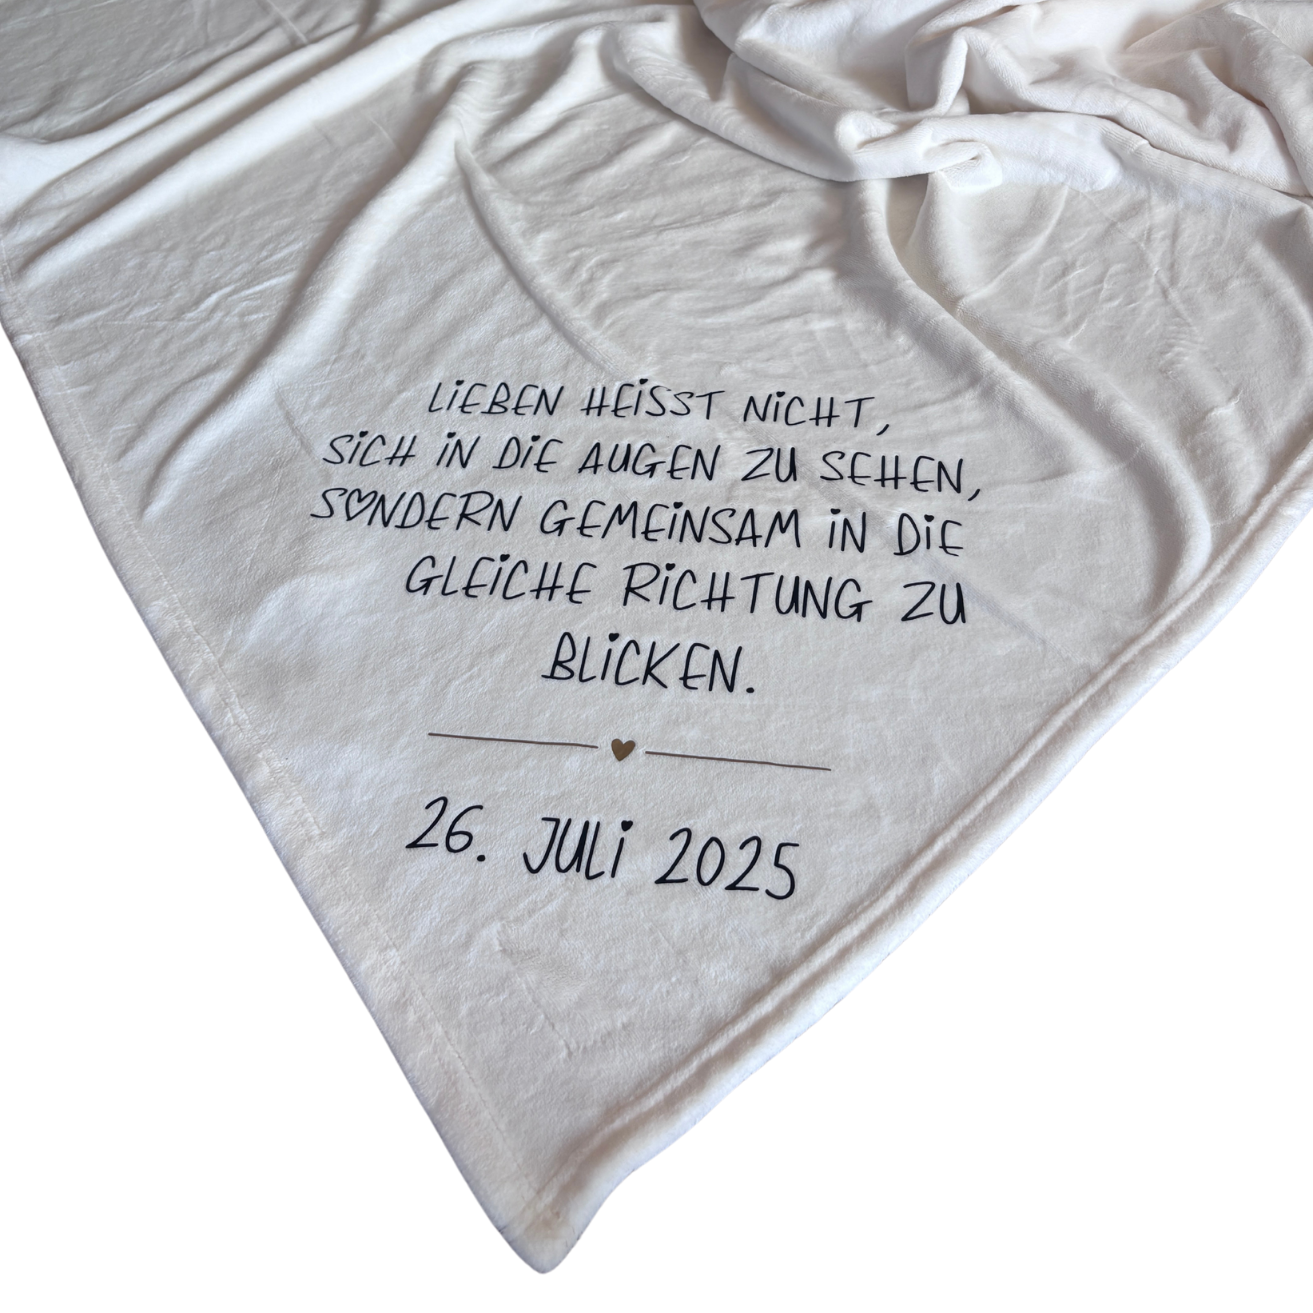 LiEBEN HEiSST NiCHT,
SiCH iN DiE AUGEN ZU SEHEN,
S♡NDERN GEMEiNSAM iN DiE
GLEiCHE RiCHTUNG ZU
BLiCKEN.
26. JULi 2025